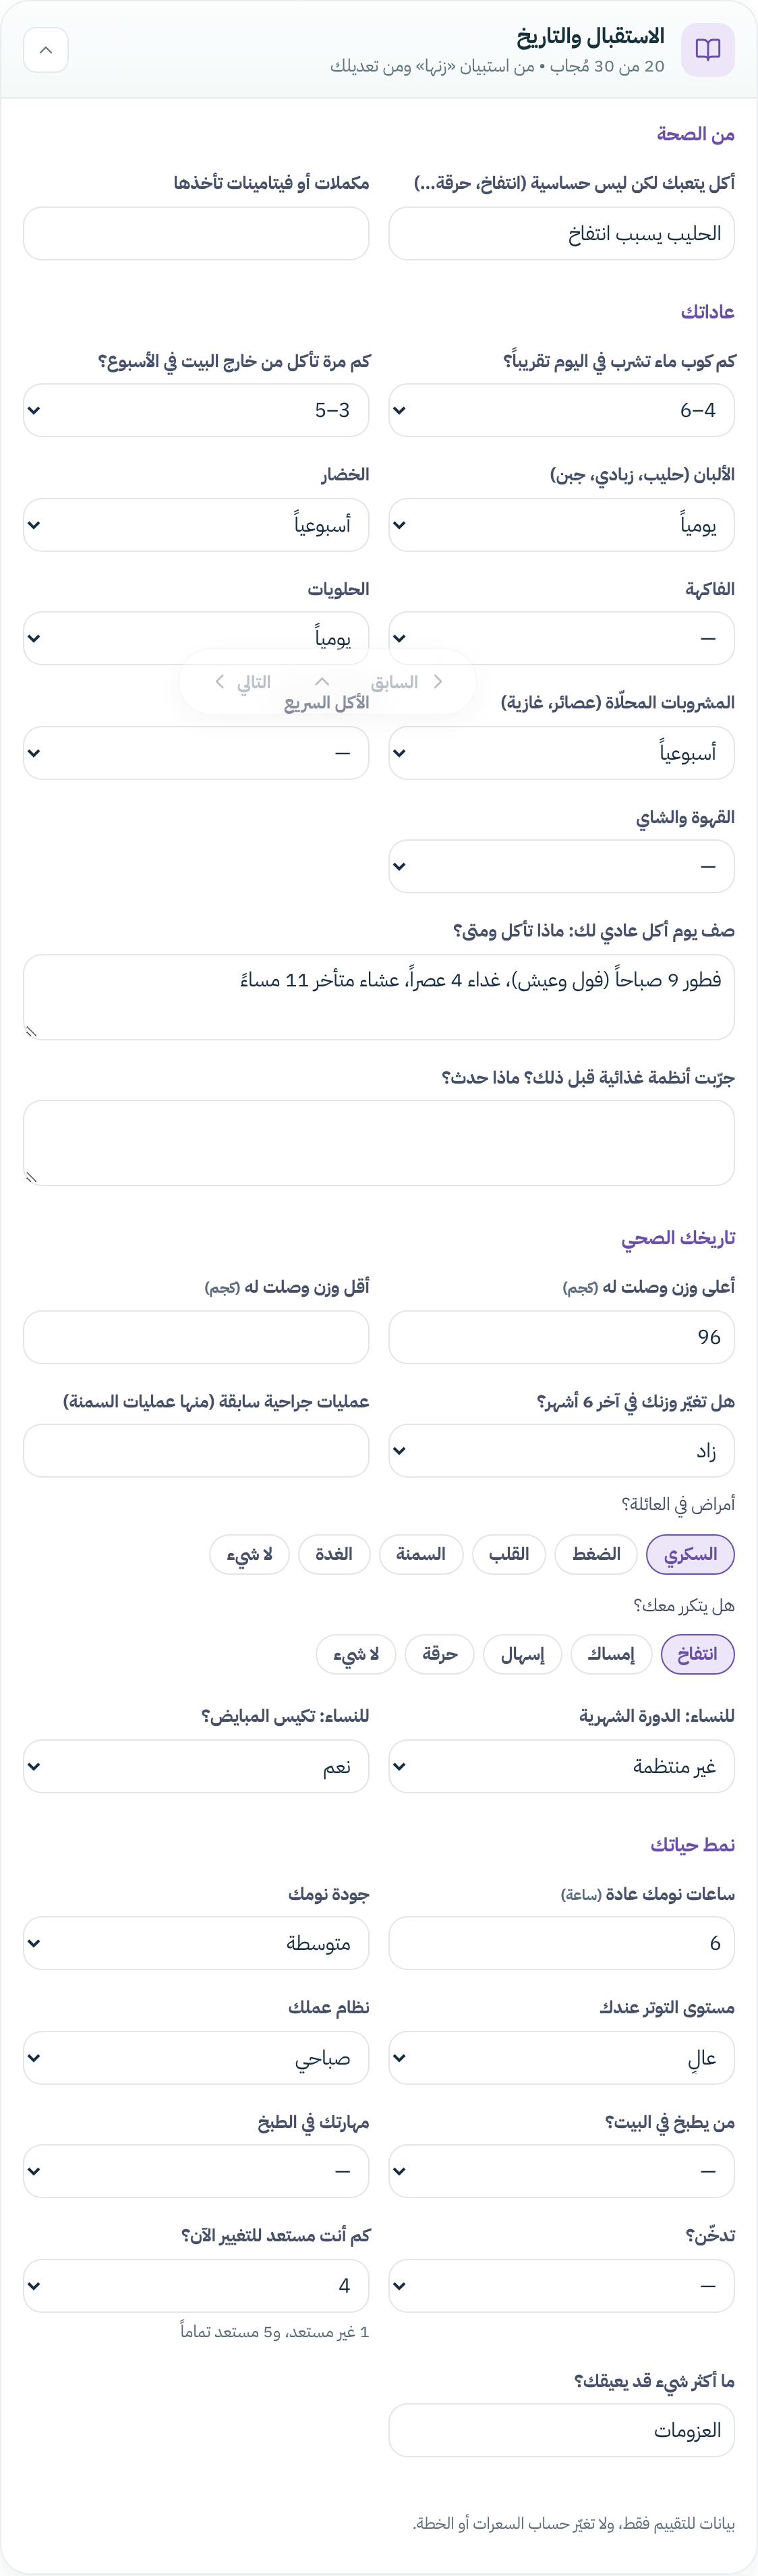 الاستقبال والتاريخ
20 من 30 مُجاب • من استبيان «زنها» ومن تعديلك
من الصحة
أكل يتعبك لكن ليس حساسية (انتفاخ، حرقة...)
الحليب يسبب انتفاخ
مكملات أو فيتامينات تأخذها
عاداتك
كم كوب ماء تشرب في اليوم تقريباً؟
4–6
كم مرة تأكل من خارج البيت في الأسبوع؟
3–5
الألبان (حليب، زبادي، جبن)
يومياً
الخضار
أسبوعياً
الفاكهة
—
الحلويات
يومياً
السابق
التالي
المشروبات المحلّاة (عصائر، غازية)
أسبوعياً
الأكل السريع
—
القهوة والشاي
—
صف يوم أكل عادي لك: ماذا تأكل ومتى؟
فطور 9 صباحاً (فول وعيش)، غداء 4 عصراً، عشاء متأخر 11 مساءً
جرّبت أنظمة غذائية قبل ذلك؟ ماذا حدث؟
تاريخك الصحي
أعلى وزن وصلت له (كجم)
96
أقل وزن وصلت له (كجم)
هل تغيّر وزنك في آخر 6 أشهر؟
زاد
عمليات جراحية سابقة (منها عمليات السمنة)
أمراض في العائلة؟
السكري الضغط القلب السمنة الغدة لا شيء
هل يتكرر معك؟
انتفاخ إمساك إسهال حرقة لا شيء
للنساء: الدورة الشهرية
غير منتظمة
للنساء: تكيس المبايض؟
نعم
نمط حياتك
ساعات نومك عادة (ساعة)
6
جودة نومك
متوسطة
مستوى التوتر عندك
عالٍ
نظام عملك
صباحي
من يطبخ في البيت؟
—
مهارتك في الطبخ
—
تدخّن؟
—
كم أنت مستعد للتغيير الآن؟
4
1 غير مستعد، و5 مستعد تماماً
ما أكثر شيء قد يعيقك؟
العزومات
بيانات للتقييم فقط، ولا تغيّر حساب السعرات أو الخطة.